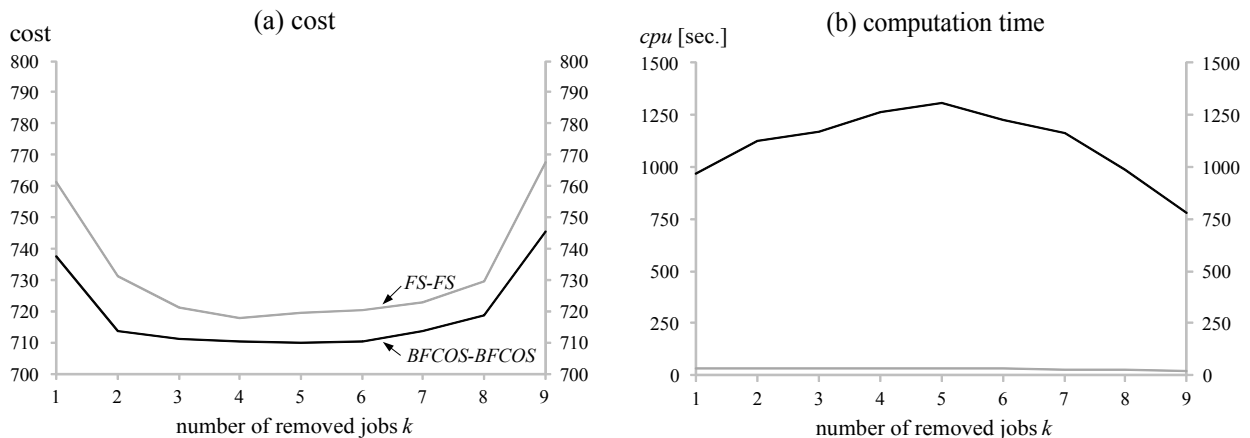 (a) cost
cost
800 800
790 790
780 780
770 770
760 760
750 750
740 740
730 730
720 720
710 710
700 700
FS-FS
BFCOS-BFCOS
1 2 3 4 5 6 7 8 9
number of removed jobs k
(b) computation time
cpu [sec.]
1500 1500
1250 1250
1000 1000
750 750
500 500
250 250
0 0
1 2 3 4 5 6 7 8 9
number of removed jobs k